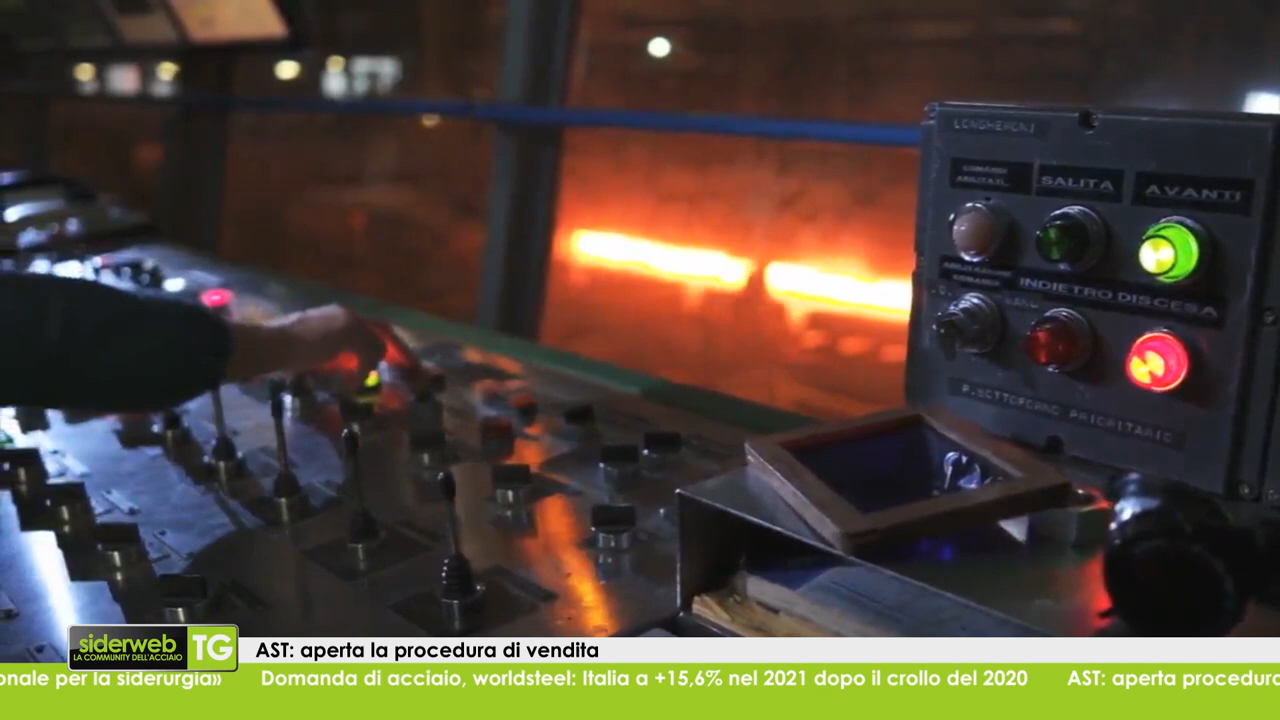 LONGHERONI
SALITA
AVANTI
INDIETRO DISCESA
siderweb
LA COMMUNITY DELL'ACCIAIO
TG
AST: aperta la procedura di vendita
onale per la siderurgia» Domanda di acciaio, worldsteel: Italia a +15,6% nel 2021 dopo il crollo del 2020 AST: aperta procedura